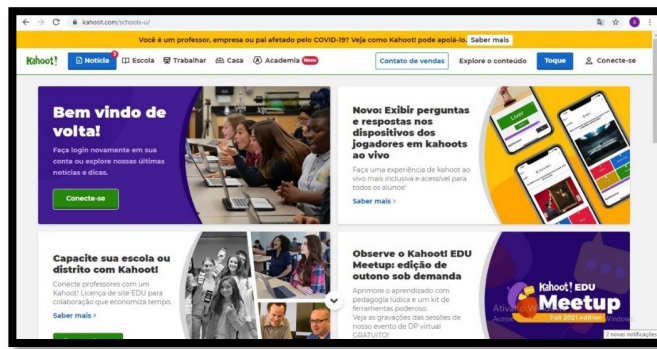 kahoot.com/schools-u/
Você é um professor, empresa ou pai afetado pelo COVID-19? Veja como Kahoot! pode apoiá-lo. Saber mais
Kahoot! Notícia Escola Trabalhar Casa Academia Novo Contato de vendas Explore o conteúdo Toque Conecte-se
Bem vindo de
volta!
Faça login novamente em sua
conta ou explore nossas últimas
notícias e dicas.
Conecte-se
Novo: Exibir perguntas
e respostas nos
dispositivos dos
jogadores em kahoots
ao vivo
Faça uma experiência de kahoot ao
vivo mais inclusiva e acessível para
todos os alunos!
Saber mais >
Capacite sua escola ou
distrito com Kahoot!
Conecte professores com um
Kahoot! Licença de site EDU para
colaboração que economiza tempo.
Saber mais >
Observe o Kahoot! EDU
Meetup: edição de
outono sob demanda
Aprimore o aprendizado com
pedagogia lúdica e um kit de
ferramentas poderoso.
Veja as gravações das sessões de
nosso evento de DP virtual
GRATUITO!
Kahoot! EDU
Meetup
Fall 2021 edition
2 novas notificações